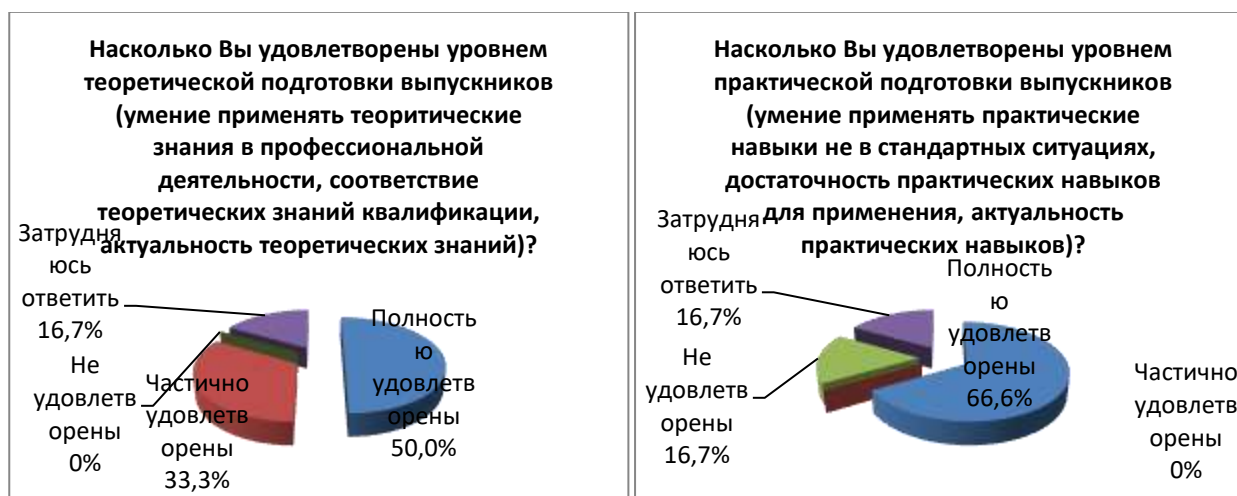 Насколько Вы удовлетворены уровнем
теоретической подготовки выпускников
(умение применять теоритические
знания в профессиональной
деятельности, соответствие
теоретических знаний квалификации,
актуальность теоретических знаний)?
Затрудня
юсь
ответить
16,7%
Не
удовлетв
орены
0%
Частично
удовлетв
орены
33,3%
Полность
ю
удовлетв
орены
50,0%
Насколько Вы удовлетворены уровнем
практической подготовки выпускников
(умение применять практические
навыки не в стандартных ситуациях,
достаточность практических навыков
для применения, актуальность
практических навыков)?
Затрудня
юсь
ответить
16,7%
Не
удовлетв
орены
16,7%
Полность
ю
удовлетв
орены
66,6%
Частично
удовлетв
орены
0%